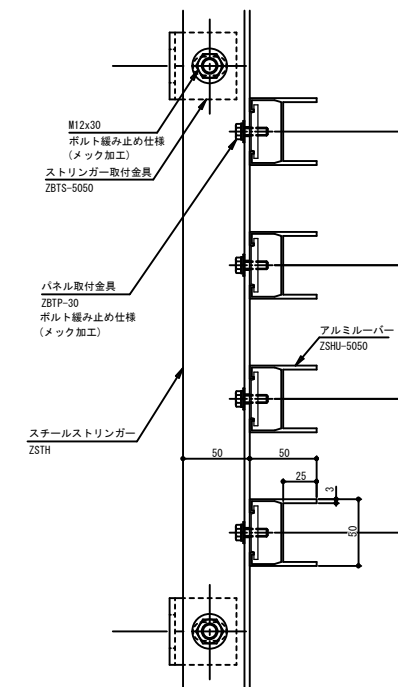 M12x30
ボルト緩み止め仕様
(メック加工)
ストリンガー取付金具
ZBTS-5050
パネル取付金具
ZBTP-30
ボルト緩み止め仕様
(メック加工)
アルミルーバー
ZSHU-5050
スチールストリンガー
ZSTH
50
50
25
3
50